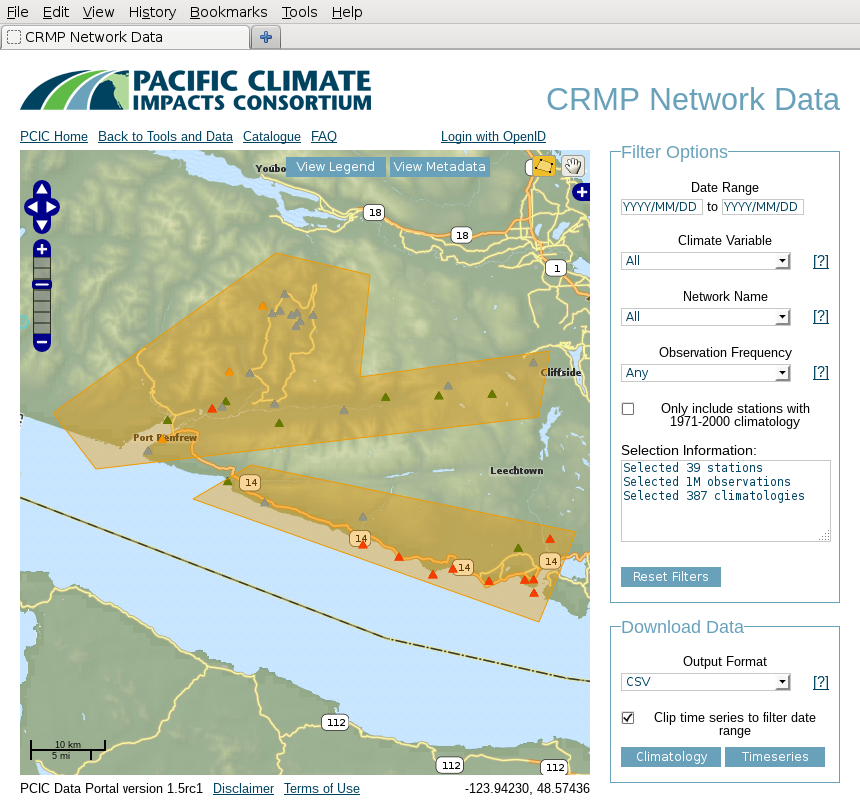 File Edit View History Bookmarks Tools Help
CRMP Network Data
PACIFIC CLIMATE
IMPACTS CONSORTIUM
CRMP Network Data
PCIC Home Back to Tools and Data Catalogue FAQ Login with OpenID
View Legend View Metadata
Youbo
18
18
1
Cliffside
Port Renfrew
Leechtown
14
14
14
14
112
112
112
10 km
5 mi
Filter Options
Date Range
YYYY/MM/DD to YYYY/MM/DD
Climate Variable
All [?]
Network Name
All [?]
Observation Frequency
Any [?]
Only include stations with
1971-2000 climatology
Selection Information:
Selected 39 stations
Selected 1M observations
Selected 387 climatologies
Reset Filters
Download Data
Output Format
CSV [?]
Clip time series to filter date
range
Climatology Timeseries
PCIC Data Portal version 1.5rc1 Disclaimer Terms of Use -123.94230, 48.57436